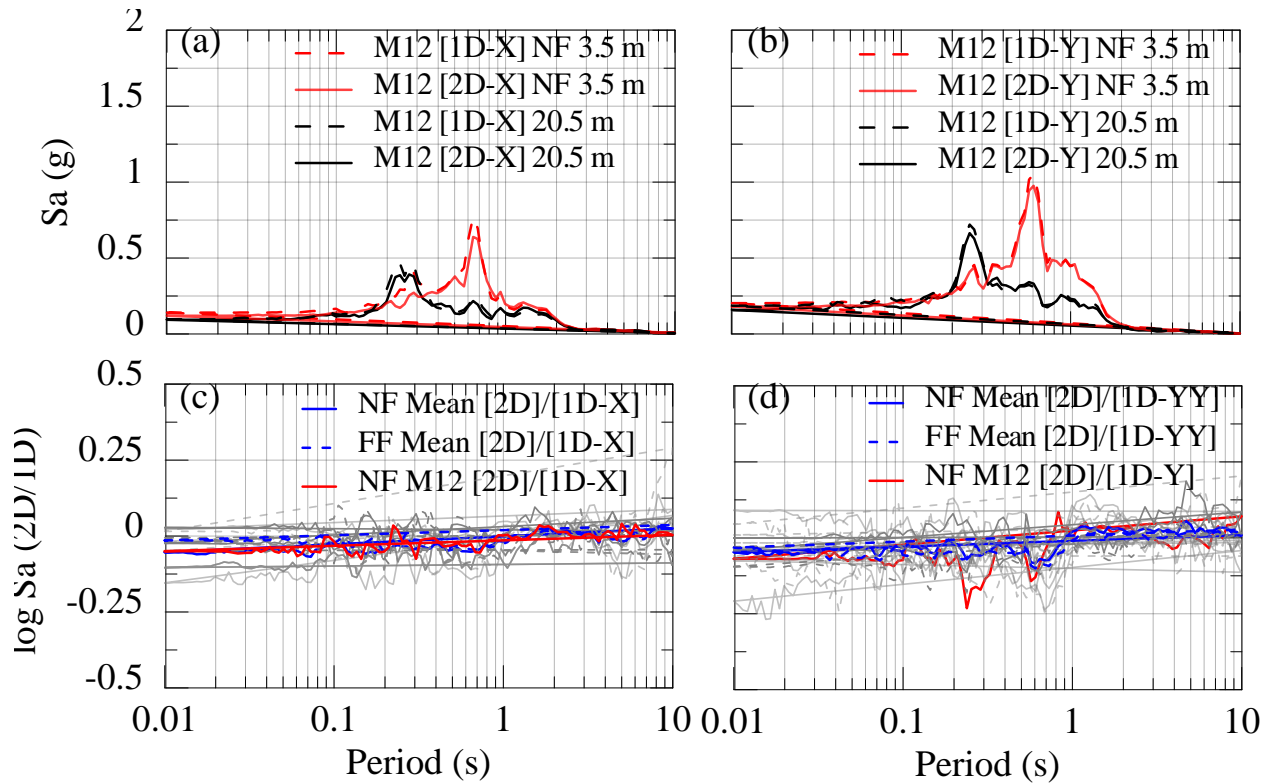 2
(a)
M12 [1D-X] NF 3.5 m
M12 [2D-X] NF 3.5 m
M12 [1D-X] 20.5 m
M12 [2D-X] 20.5 m
1.5
1
0.5
0
Sa (g)
(b)
M12 [1D-Y] NF 3.5 m
M12 [2D-Y] NF 3.5 m
M12 [1D-Y] 20.5 m
M12 [2D-Y] 20.5 m
0.5
(c)
NF Mean [2D]/[1D-X]
FF Mean [2D]/[1D-X]
NF M12 [2D]/[1D-X]
0.25
0
-0.25
-0.5
log Sa (2D/1D)
0.01
0.1
1
10
Period (s)
(d)
NF Mean [2D]/[1D-YY]
FF Mean [2D]/[1D-YY]
NF M12 [2D]/[1D-Y]
0.01
0.1
1
10
Period (s)